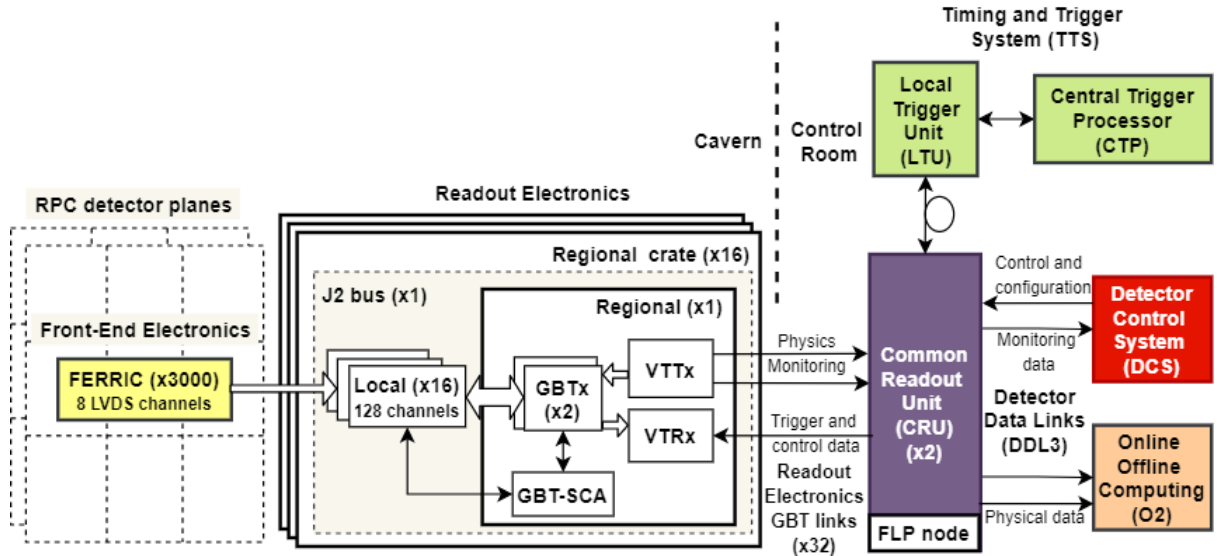 Timing and Trigger
System (TTS)
Local
Trigger
Unit
(LTU)
Central Trigger
Processor
(CTP)
Cavern
Control
Room
Readout Electronics
RPC detector planes
Regional crate (x16)
J2 bus (x1)
Regional (x1)
Front-End Electronics
FERRIC (x3000)
8 LVDS channels
Local (x16)
128 channels
GBTx
(x2)
VTTx
VTRx
GBT-SCA
Physics
Monitoring
Trigger and
control data
Readout
Electronics
GBT links
(x32)
Common
Readout
Unit
(CRU)
(x2)
FLP node
Control and
configuration
Monitoring
data
Detector
Control
System
(DCS)
Detector
Data Links
(DDL3)
Physical data
Online
Offline
Computing
(O2)